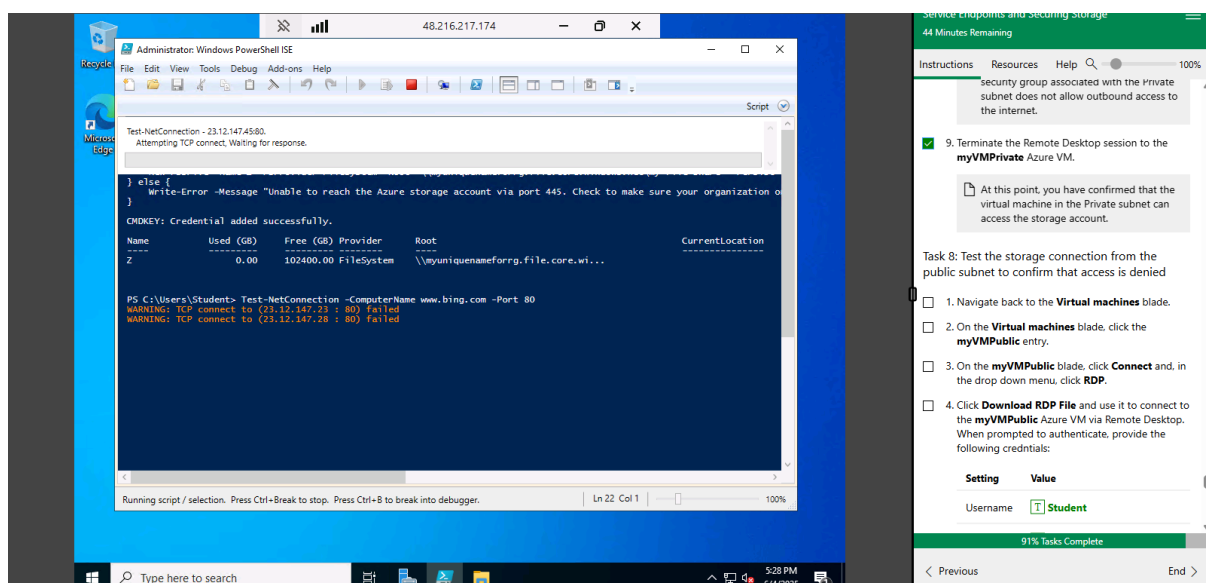 48.216.217.174
Recycle
Microso
Edge
Administrator: Windows PowerShell ISE
File Edit View Tools Debug Add-ons Help
Script
Test-NetConnection - 23.12.147.45:80.
Attempting TCP connect, Waiting for response.
} else {
Write-Error -Message "Unable to reach the Azure storage account via port 445. Check to make sure your organization o
}
CMDKEY: Credential added successfully.
Name Used (GB) Free (GB) Provider Root CurrentLocation
---- --------- --------- -------- ---- ---------------
Z 0.00 102400.00 FileSystem \\myuniquenameforrg.file.core.wi...
PS C:\Users\Student> Test-NetConnection -ComputerName www.bing.com -Port 80
WARNING: TCP connect to (23.12.147.23 : 80) failed
WARNING: TCP connect to (23.12.147.28 : 80) failed
Running script / selection. Press Ctrl+Break to stop. Press Ctrl+B to break into debugger.
Ln 22 Col 1
100%
Type here to search
5:28 PM
Service Endpoints and Securing Storage
44 Minutes Remaining
Instructions Resources Help 100%
security group associated with the Private
subnet does not allow outbound access to
the internet.
9. Terminate the Remote Desktop session to the
myVMPrivate Azure VM.
At this point, you have confirmed that the
virtual machine in the Private subnet can
access the storage account.
Task 8: Test the storage connection from the
public subnet to confirm that access is denied
1. Navigate back to the Virtual machines blade.
2. On the Virtual machines blade, click the
myVMPublic entry.
3. On the myVMPublic blade, click Connect and, in
the drop down menu, click RDP.
4. Click Download RDP File and use it to connect to
the myVMPublic Azure VM via Remote Desktop.
When prompted to authenticate, provide the
following credntials:
Setting Value
Username T Student
91% Tasks Complete
< Previous End >